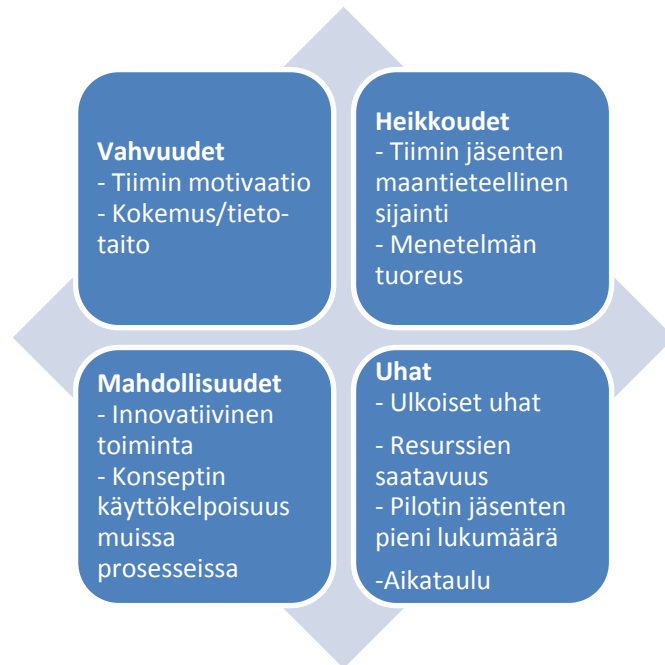 Vahvuudet
- Tiimin motivaatio
- Kokemus/tieto-
taito
Heikkoudet
- Tiimin jäsenten
maantieteellinen
sijainti
- Menetelmän
tuoreus
Mahdollisuudet
- Innovatiivinen
toiminta
- Konseptin
käyttökelpoisuus
muissa
prosesseissa
Uhat
- Ulkoiset uhat
- Resurssien
saatavuus
- Pilotin jäsenten
pieni lukumäärä
-Aikataulu